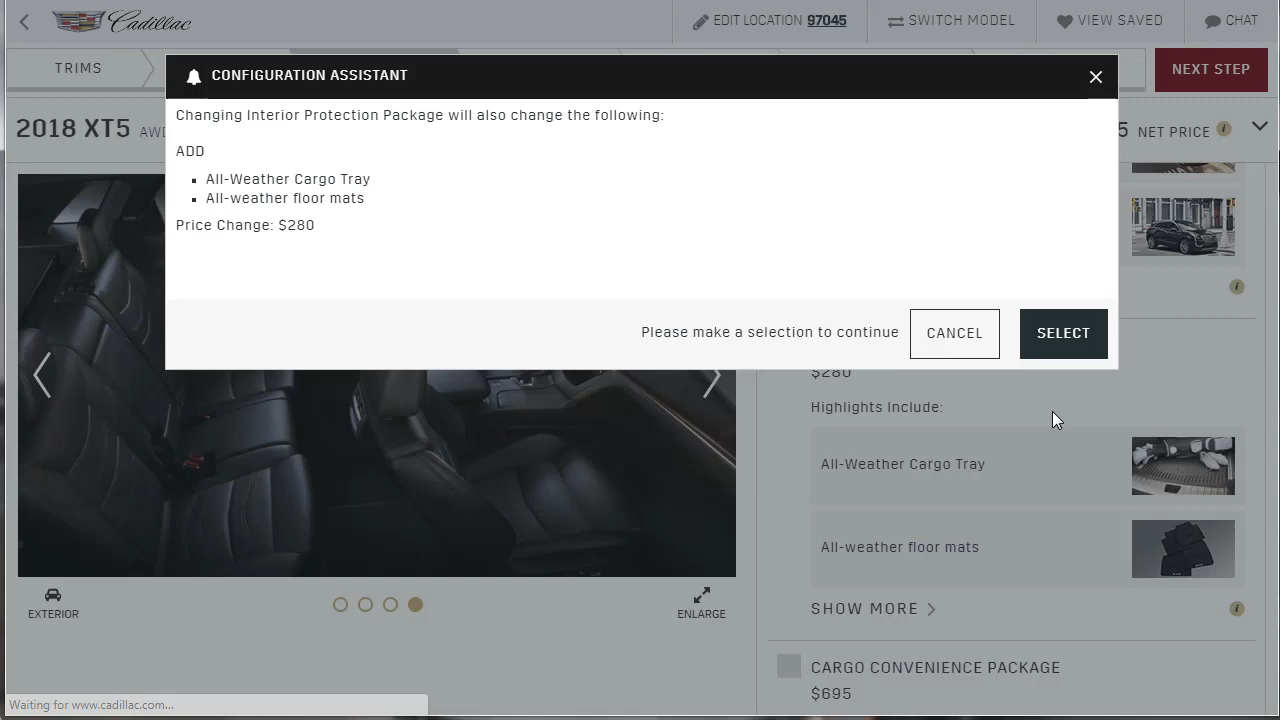 Cadillac
EDIT LOCATION 97045
SWITCH MODEL
VIEW SAVED
CHAT
TRIMS
NEXT STEP
CONFIGURATION ASSISTANT
2018 XT5 AWD
5 NET PRICE
Changing Interior Protection Package will also change the following:
ADD
All-Weather Cargo Tray
All-weather floor mats
Price Change: $280
Please make a selection to continue
CANCEL
SELECT
$280
Highlights Include:
All-Weather Cargo Tray
All-weather floor mats
SHOW MORE
EXTERIOR
ENLARGE
CARGO CONVENIENCE PACKAGE
$695
Waiting for www.cadillac.com...